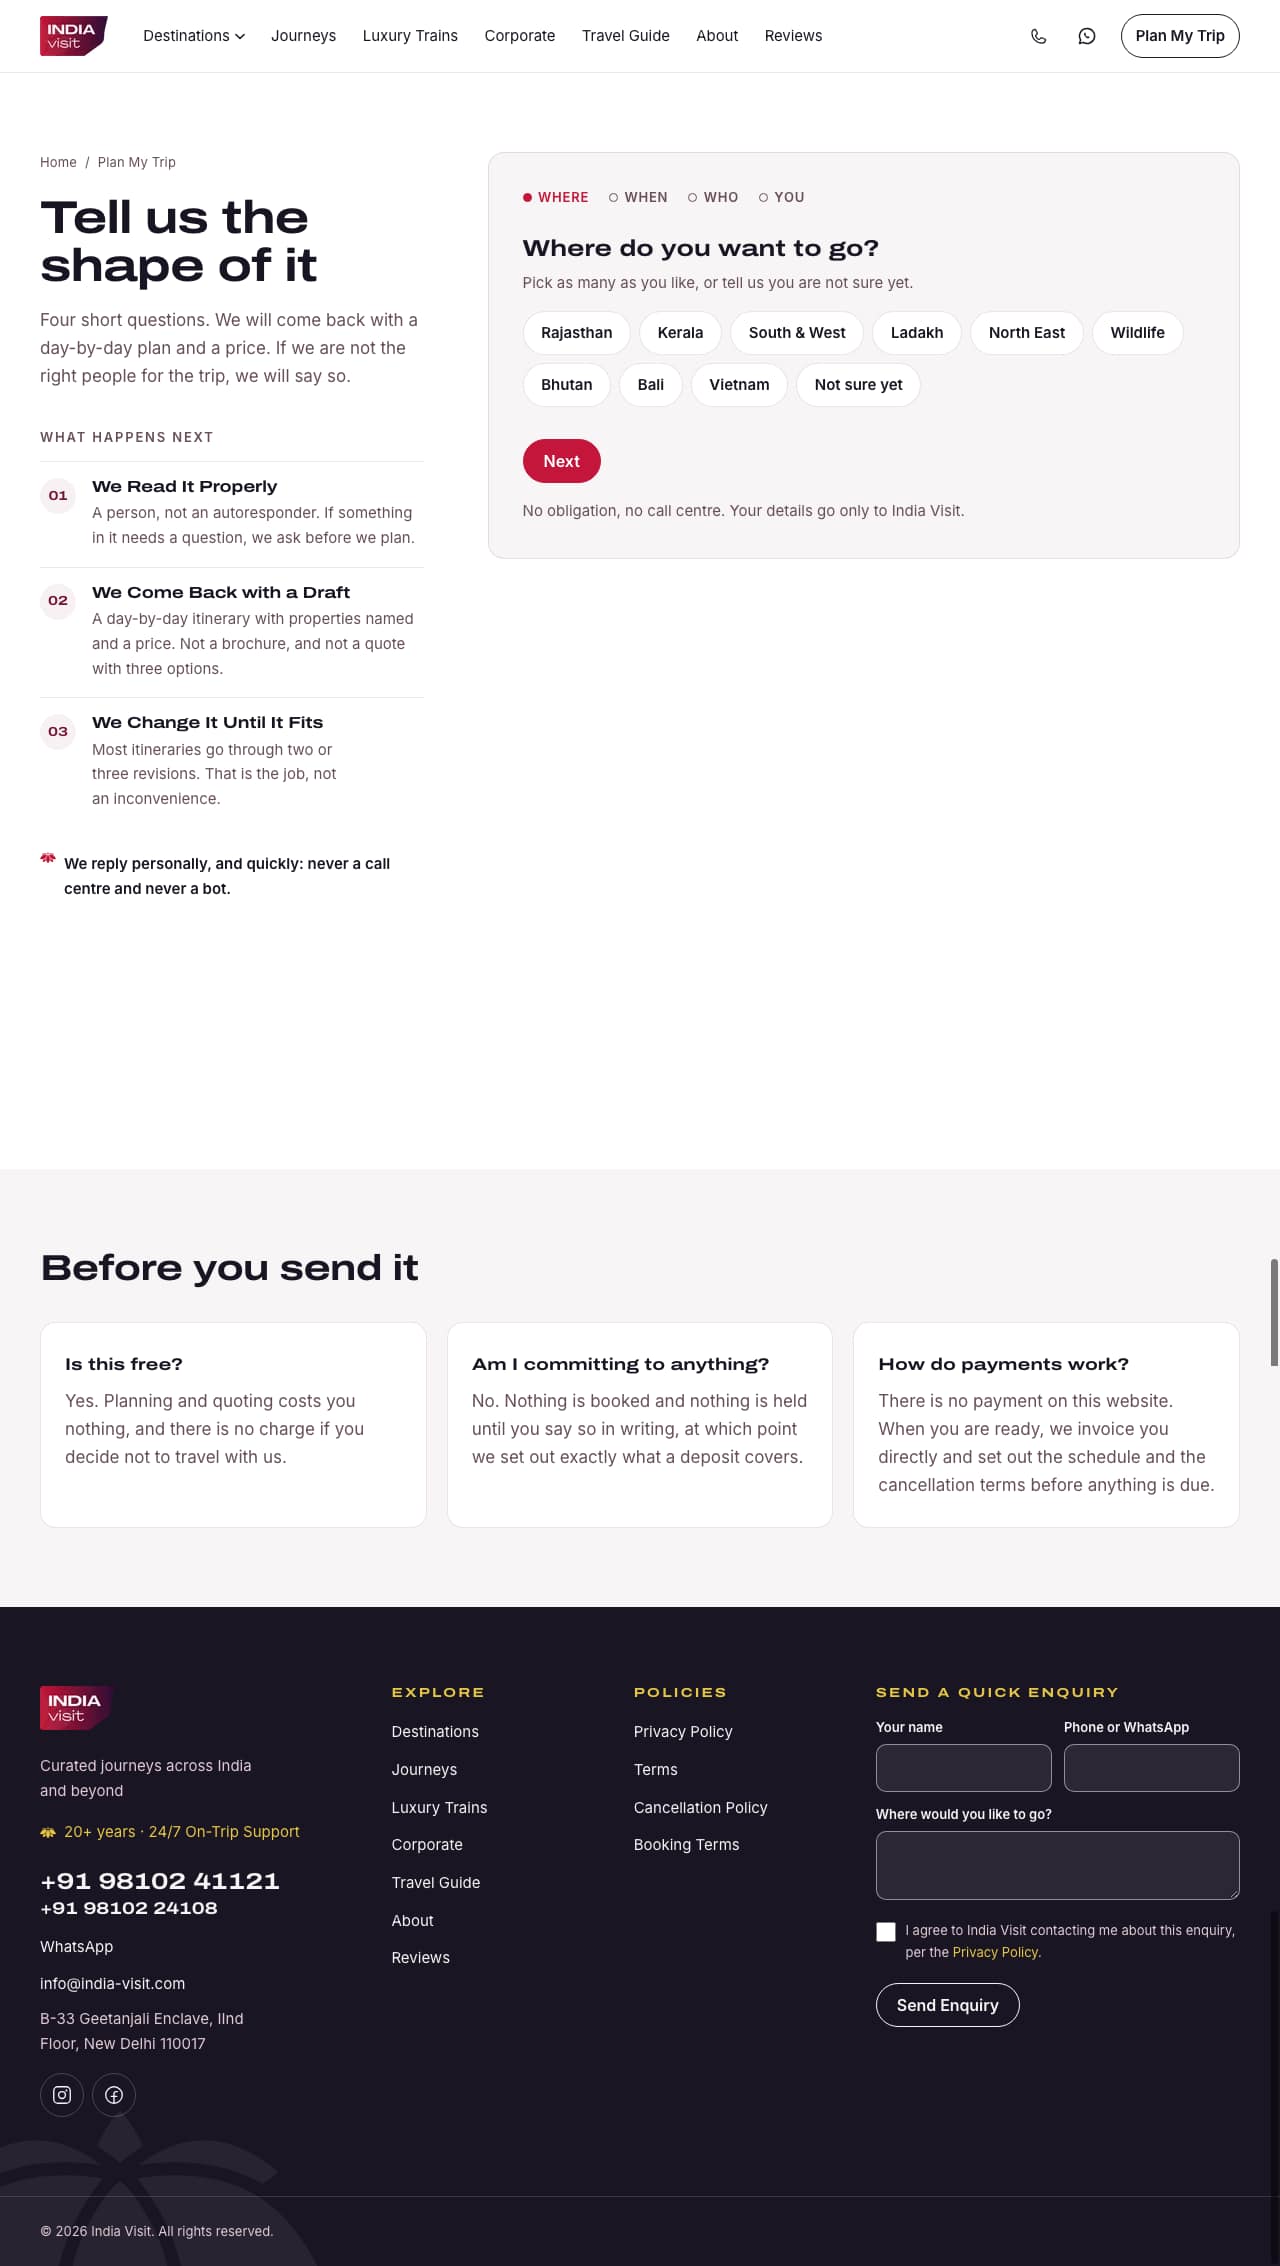 INDIA
visit
Destinations
Journeys
Luxury Trains
Corporate
Travel Guide
About
Reviews
Plan My Trip
Home / Plan My Trip
Tell us the
shape of it
Four short questions. We will come back with a
day-by-day plan and a price. If we are not the
right people for the trip, we will say so.
WHAT HAPPENS NEXT
01
We Read It Properly
A person, not an autoresponder. If something
in it needs a question, we ask before we plan.
02
We Come Back with a Draft
A day-by-day itinerary with properties named
and a price. Not a brochure, and not a quote
with three options.
03
We Change It Until It Fits
Most itineraries go through two or
three revisions. That is the job, not
an inconvenience.
We reply personally, and quickly: never a call
centre and never a bot.
WHERE
WHEN
WHO
YOU
Where do you want to go?
Pick as many as you like, or tell us you are not sure yet.
Rajasthan
Kerala
South & West
Ladakh
North East
Wildlife
Bhutan
Bali
Vietnam
Not sure yet
Next
No obligation, no call centre. Your details go only to India Visit.
Before you send it
Is this free?
Yes. Planning and quoting costs you
nothing, and there is no charge if you
decide not to travel with us.
Am I committing to anything?
No. Nothing is booked and nothing is held
until you say so in writing, at which point
we set out exactly what a deposit covers.
How do payments work?
There is no payment on this website.
When you are ready, we invoice you
directly and set out the schedule and the
cancellation terms before anything is due.
INDIA
visit
Curated journeys across India
and beyond
20+ years · 24/7 On-Trip Support
+91 98102 41121
+91 98102 24108
WhatsApp
info@india-visit.com
B-33 Geetanjali Enclave, IInd
Floor, New Delhi 110017
EXPLORE
Destinations
Journeys
Luxury Trains
Corporate
Travel Guide
About
Reviews
POLICIES
Privacy Policy
Terms
Cancellation Policy
Booking Terms
SEND A QUICK ENQUIRY
Your name
Phone or WhatsApp
Where would you like to go?
I agree to India Visit contacting me about this enquiry,
per the Privacy Policy.
Send Enquiry
© 2026 India Visit. All rights reserved.